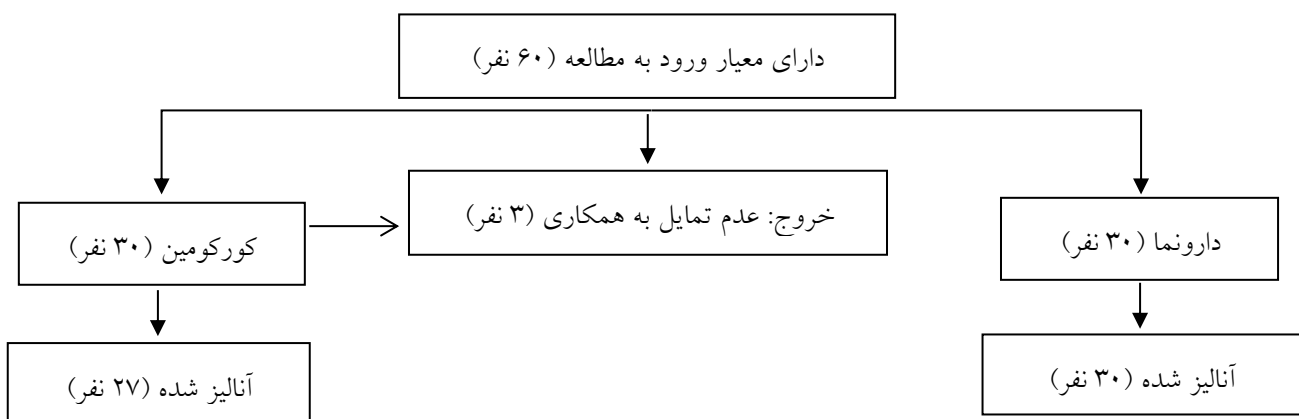 دارای معیار ورود به مطالعه (۶۰ نفر)
خروج: عدم تمایل به همکاری (۳ نفر)
دارونما (۳۰ نفر)
کورکومین (۳۰ نفر)
آنالیز شده (۳۰ نفر)
آنالیز شده (۲۷ نفر)